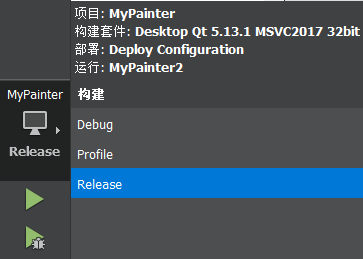 项目: MyPainter
构建套件: Desktop Qt 5.13.1 MSVC2017 32bit
部署: Deploy Configuration
运行: MyPainter2
MyPainter
Release
构建
Debug
Profile
Release